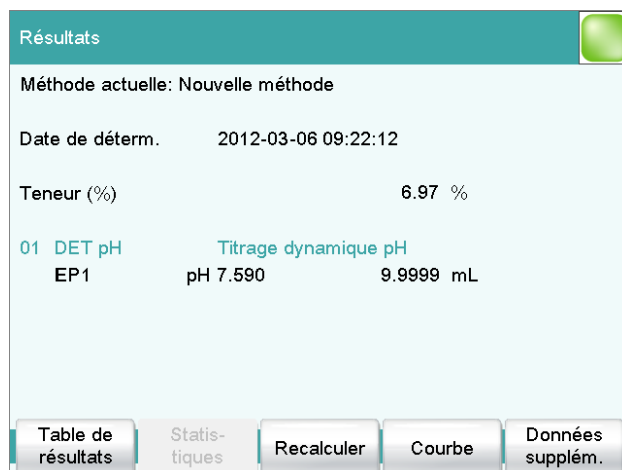 Résultats
Méthode actuelle: Nouvelle méthode
Date de déterm. 2012-03-06 09:22:12
Teneur (%) 6.97 %
01 DET pH Titrage dynamique pH
EP1 pH 7.590 9.9999 mL
Table de
résultats
Statis-
tiques
Recalculer
Courbe
Données
supplém.